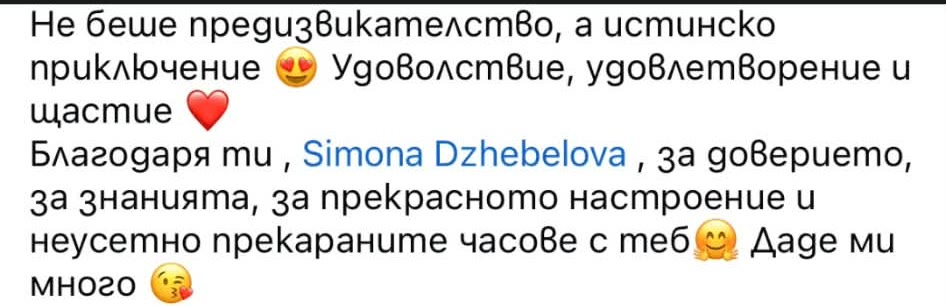 Не беше предизвикателство, а истинско
приключение 😍 Удоволствие, удовлетворение и
щастие ❤️
Благодаря ти , Simona Dzhebelova , за доверието,
за знанията, за прекрасното настроение и
неусетно прекараните часове с теб🤗 Даде ми
много 😘